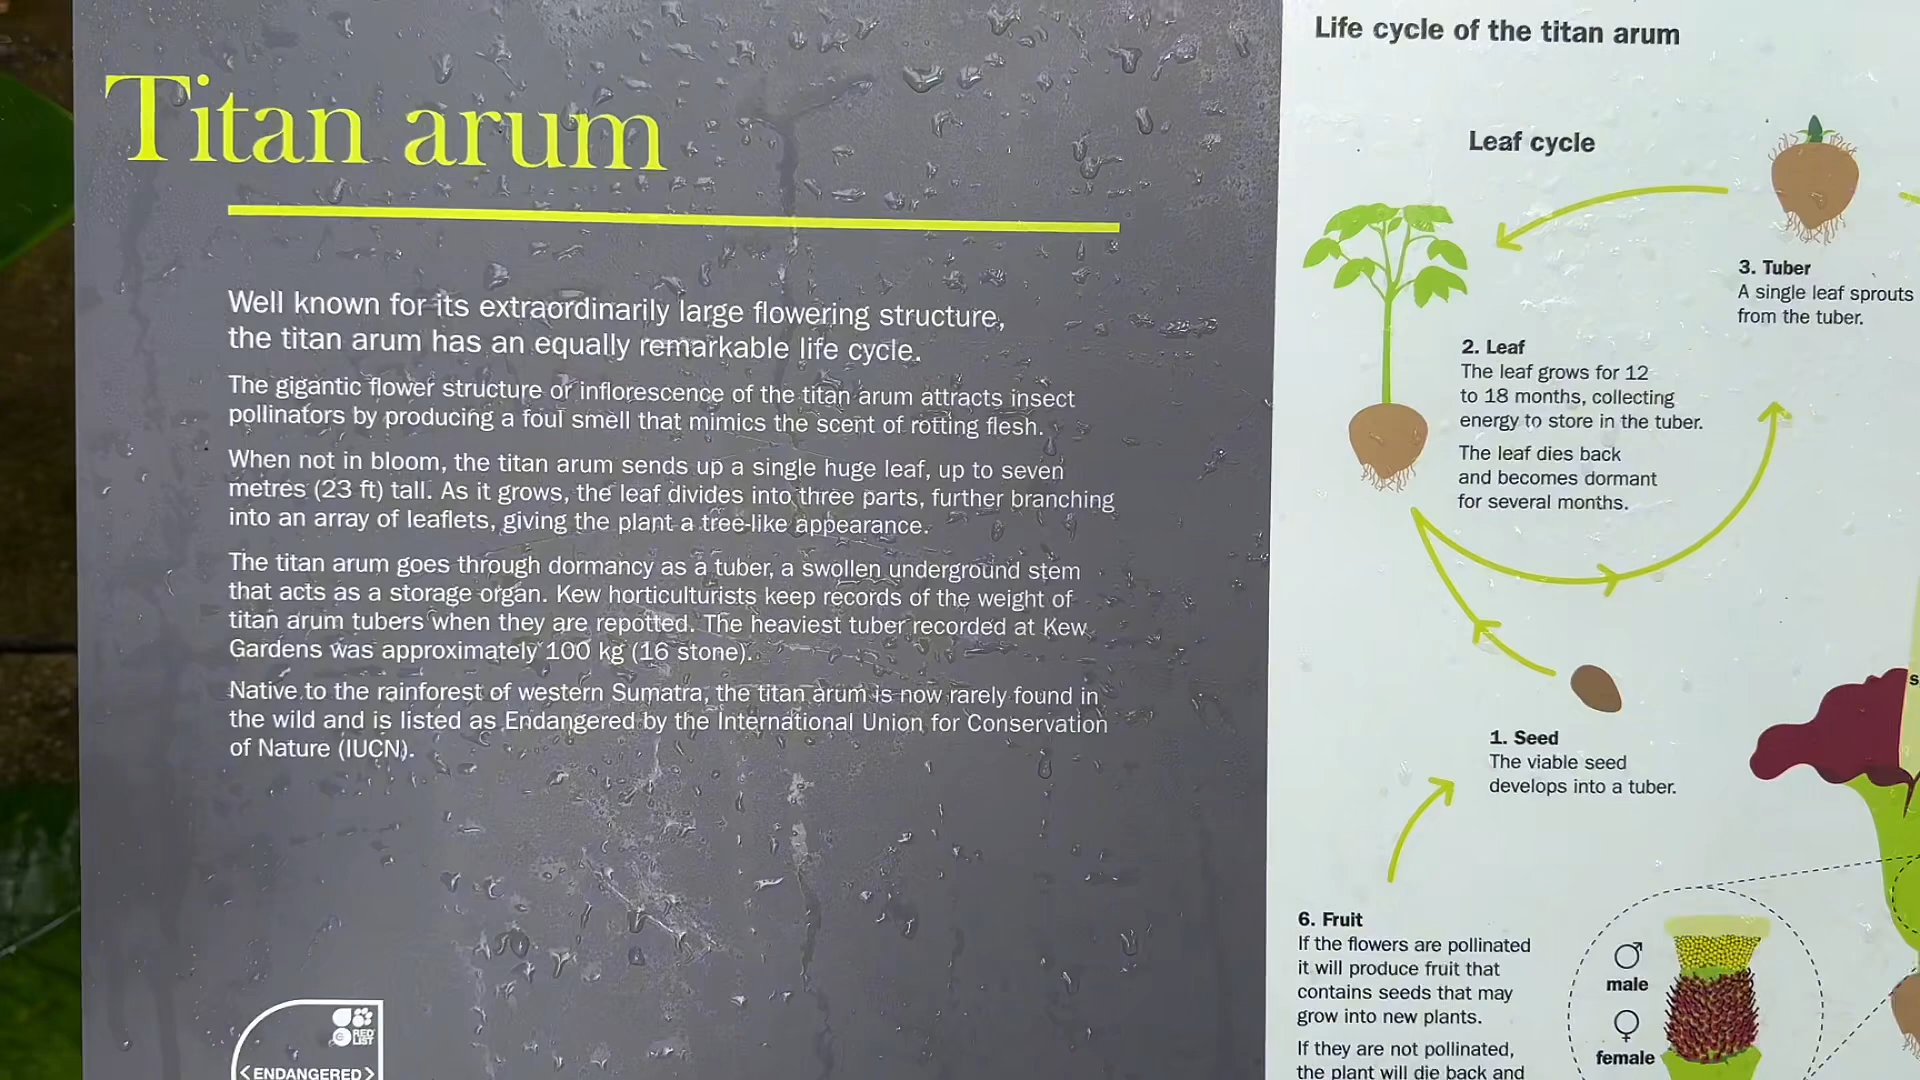 Titan arum
Well known for its extraordinarily large flowering structure,
the titan arum has an equally remarkable life cycle.
The gigantic flower structure or inflorescence of the titan arum attracts insect
pollinators by producing a foul smell that mimics the scent of rotting flesh.
When not in bloom, the titan arum sends up a single huge leaf, up to seven
metres (23 ft) tall. As it grows, the leaf divides into three parts, further branching
into an array of leaflets, giving the plant a tree-like appearance.
The titan arum goes through dormancy as a tuber, a swollen underground stem
that acts as a storage organ. Kew horticulturists keep records of the weight of
titan arum tubers when they are repotted. The heaviest tuber recorded at Kew
Gardens was approximately 100 kg (16 stone).
Native to the rainforest of western Sumatra, the titan arum is now rarely found in
the wild and is listed as Endangered by the International Union for Conservation
of Nature (IUCN).
RED
LIST
<ENDANGERED>
Life cycle of the titan arum
Leaf cycle
3. Tuber
A single leaf sprouts
from the tuber.
2. Leaf
The leaf grows for 12
to 18 months, collecting
energy to store in the tuber.
The leaf dies back
and becomes dormant
for several months.
1. Seed
The viable seed
develops into a tuber.
6. Fruit
If the flowers are pollinated
it will produce fruit that
contains seeds that may
grow into new plants.
If they are not pollinated,
the plant will die back and
male
female